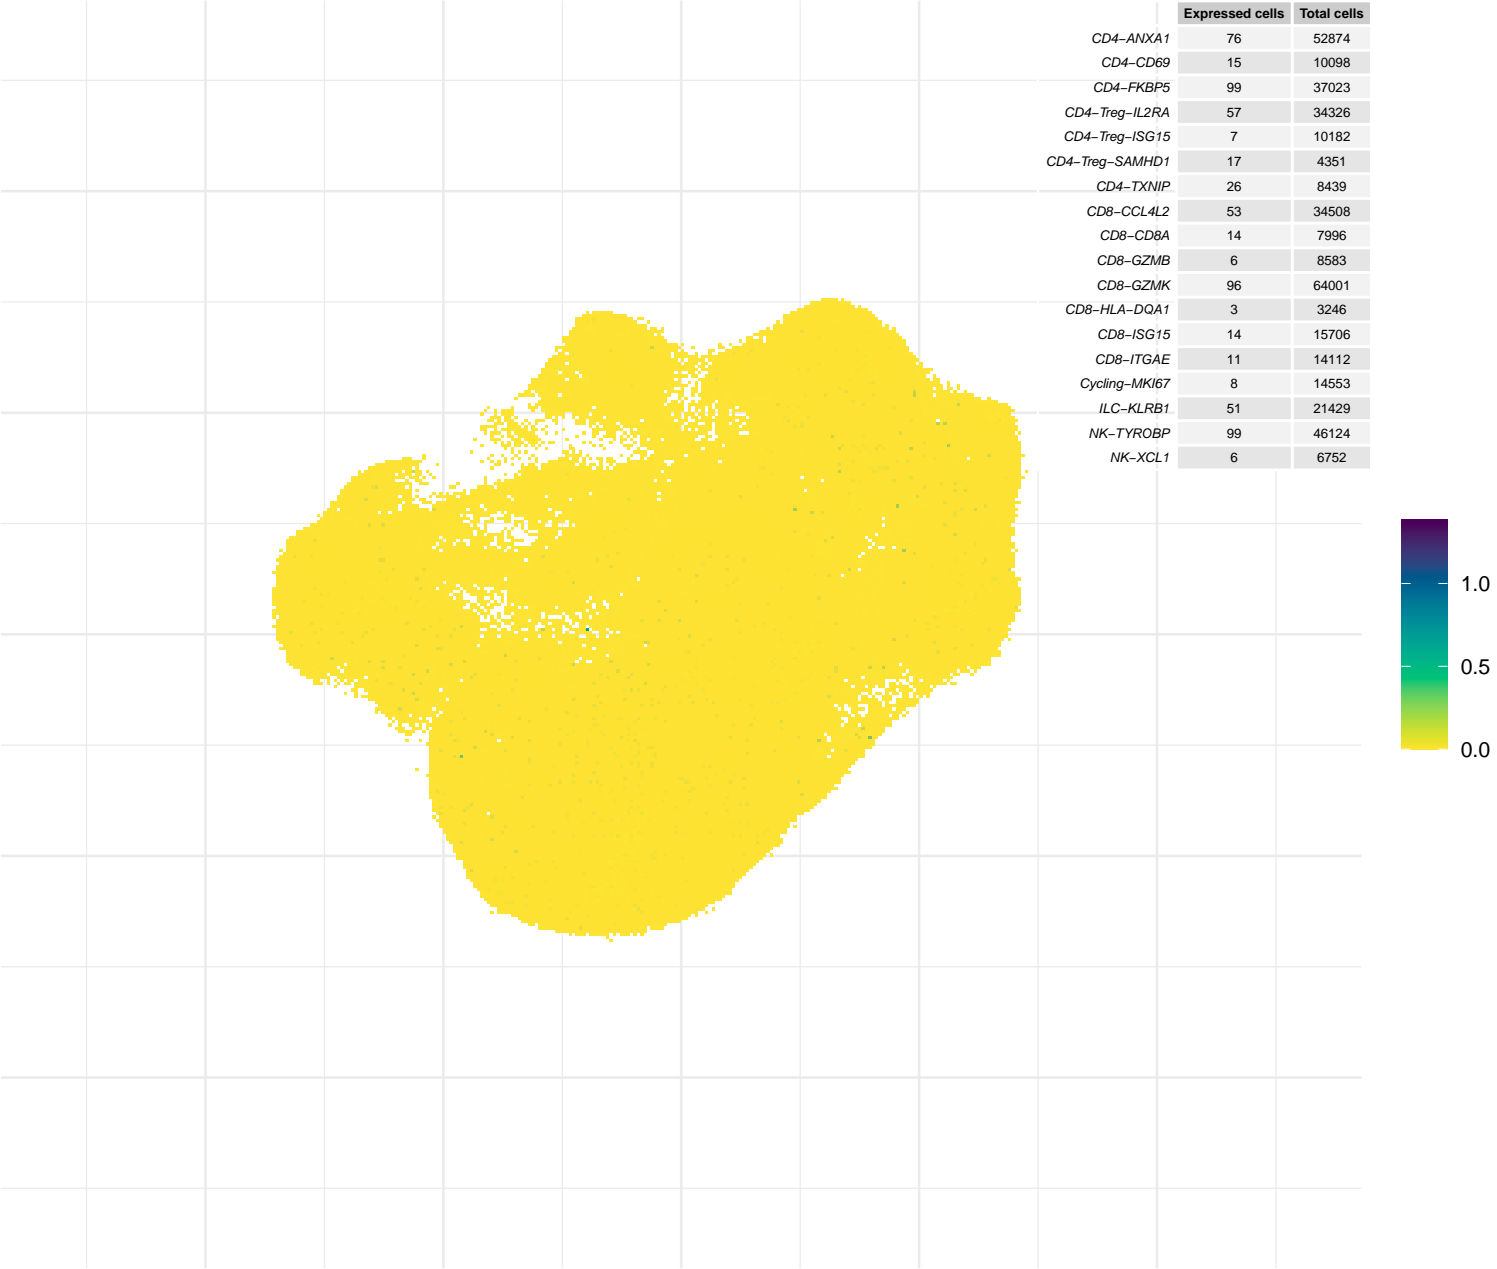 Expressed cells Total cells
CD4−ANXA1 76 52874
CD4−CD69 15 10098
CD4−FKBP5 99 37023
CD4−Treg−IL2RA 57 34326
CD4−Treg−ISG15 7 10182
CD4−Treg−SAMHD1 17 4351
CD4−TXNIP 26 8439
CD8−CCL4L2 53 34508
CD8−CD8A 14 7996
CD8−GZMB 6 8583
CD8−GZMK 96 64001
CD8−HLA−DQA1 3 3246
CD8−ISG15 14 15706
CD8−ITGAE 11 14112
Cycling−MKI67 8 14553
ILC−KLRB1 51 21429
NK−TYROBP 99 46124
NK−XCL1 6 6752
1.0
0.5
0.0